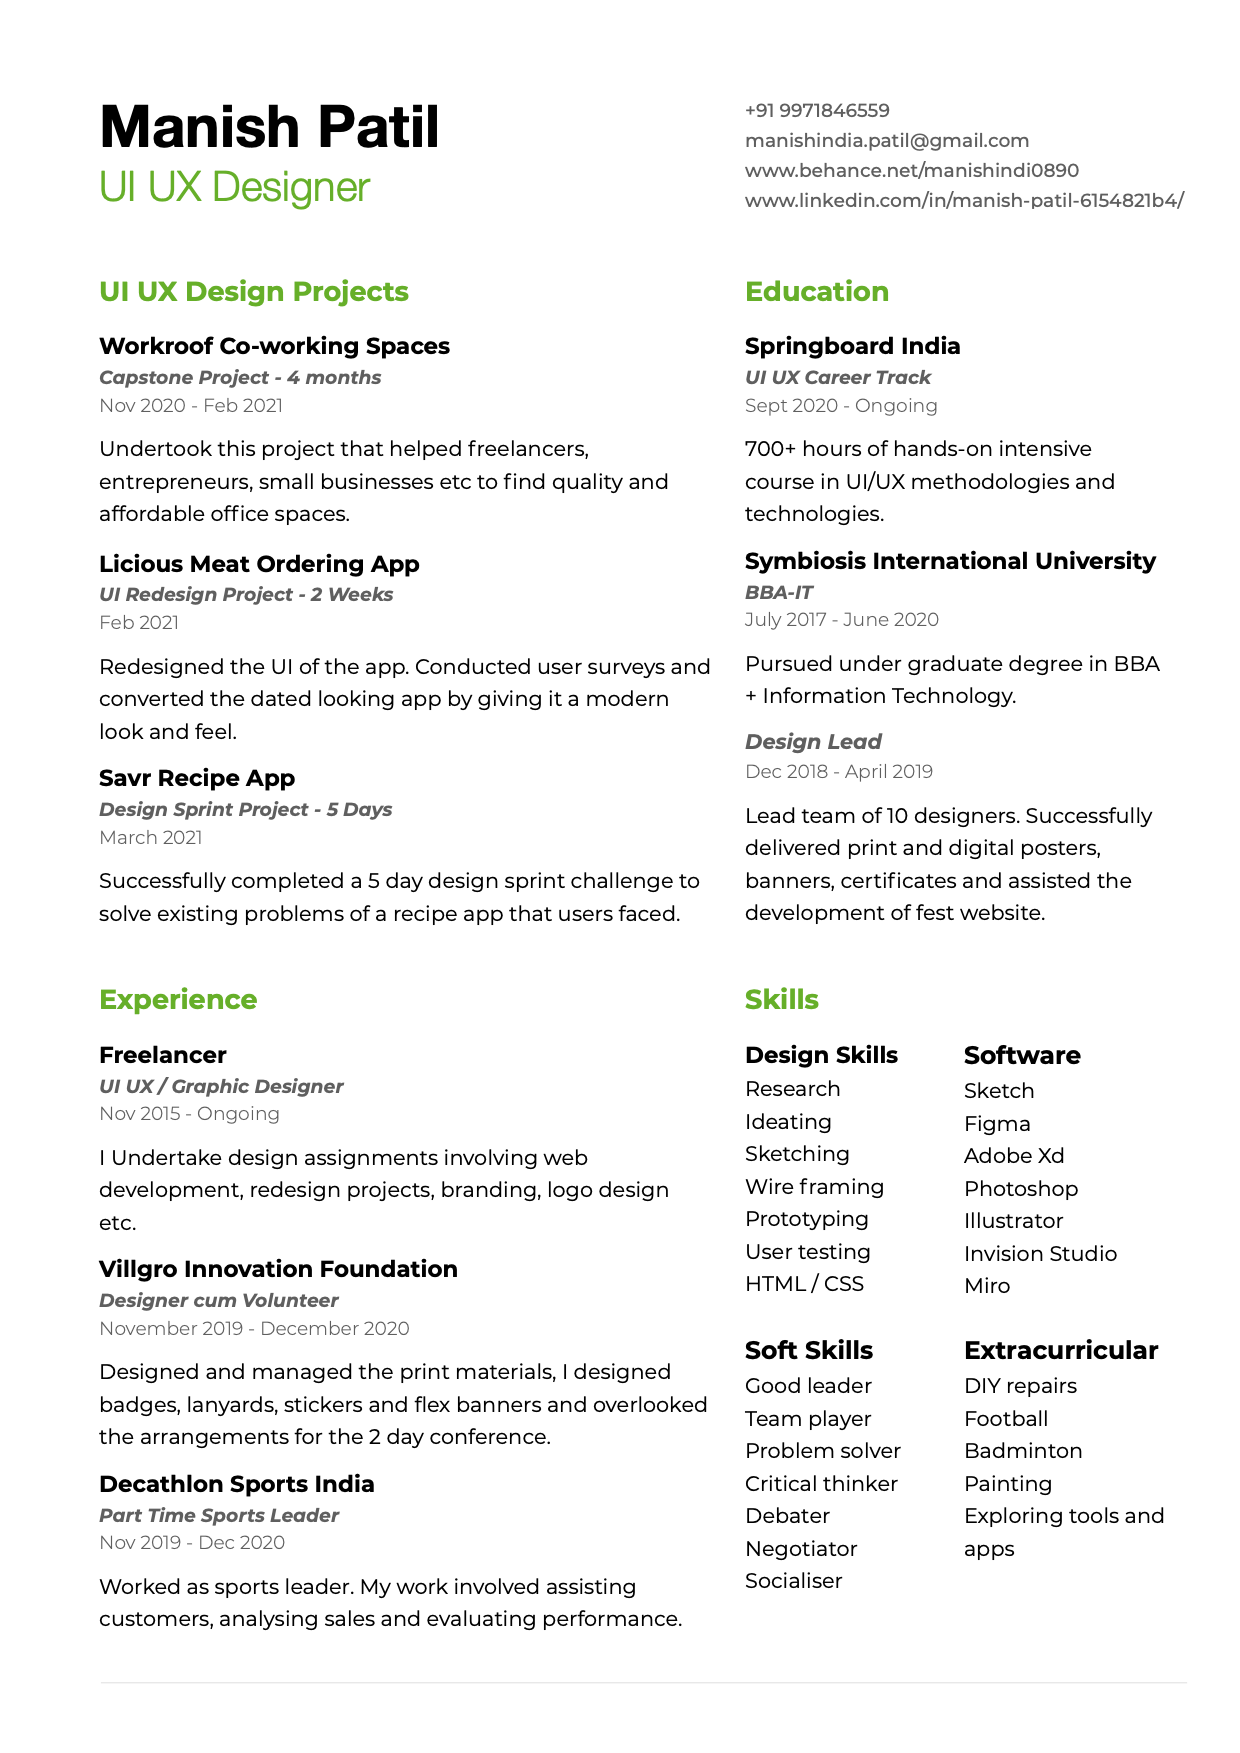 Manish Patil
UI UX Designer
+91 9971846559
manishindia.patil@gmail.com
www.behance.net/manishindi0890
www.linkedin.com/in/manish-patil-6154821b4/
UI UX Design Projects
Workroof Co-working Spaces
Capstone Project - 4 months
Nov 2020 - Feb 2021
Undertook this project that helped freelancers,
entrepreneurs, small businesses etc to find quality and
affordable office spaces.
Licious Meat Ordering App
UI Redesign Project - 2 Weeks
Feb 2021
Redesigned the UI of the app. Conducted user surveys and
converted the dated looking app by giving it a modern
look and feel.
Savr Recipe App
Design Sprint Project - 5 Days
March 2021
Successfully completed a 5 day design sprint challenge to
solve existing problems of a recipe app that users faced.
Education
Springboard India
UI UX Career Track
Sept 2020 - Ongoing
700+ hours of hands-on intensive
course in UI/UX methodologies and
technologies.
Symbiosis International University
BBA-IT
July 2017 - June 2020
Pursued under graduate degree in BBA
+ Information Technology.
Design Lead
Dec 2018 - April 2019
Lead team of 10 designers. Successfully
delivered print and digital posters,
banners, certificates and assisted the
development of fest website.
Experience
Freelancer
UI UX / Graphic Designer
Nov 2015 - Ongoing
I Undertake design assignments involving web
development, redesign projects, branding, logo design
etc.
Villgro Innovation Foundation
Designer cum Volunteer
November 2019 - December 2020
Designed and managed the print materials, I designed
badges, lanyards, stickers and flex banners and overlooked
the arrangements for the 2 day conference.
Decathlon Sports India
Part Time Sports Leader
Nov 2019 - Dec 2020
Worked as sports leader. My work involved assisting
customers, analysing sales and evaluating performance.
Skills
Design Skills
Research
Ideating
Sketching
Wire framing
Prototyping
User testing
HTML / CSS
Software
Sketch
Figma
Adobe Xd
Photoshop
Illustrator
Invision Studio
Miro
Soft Skills
Good leader
Team player
Problem solver
Critical thinker
Debater
Negotiator
Socialiser
Extracurricular
DIY repairs
Football
Badminton
Painting
Exploring tools and
apps